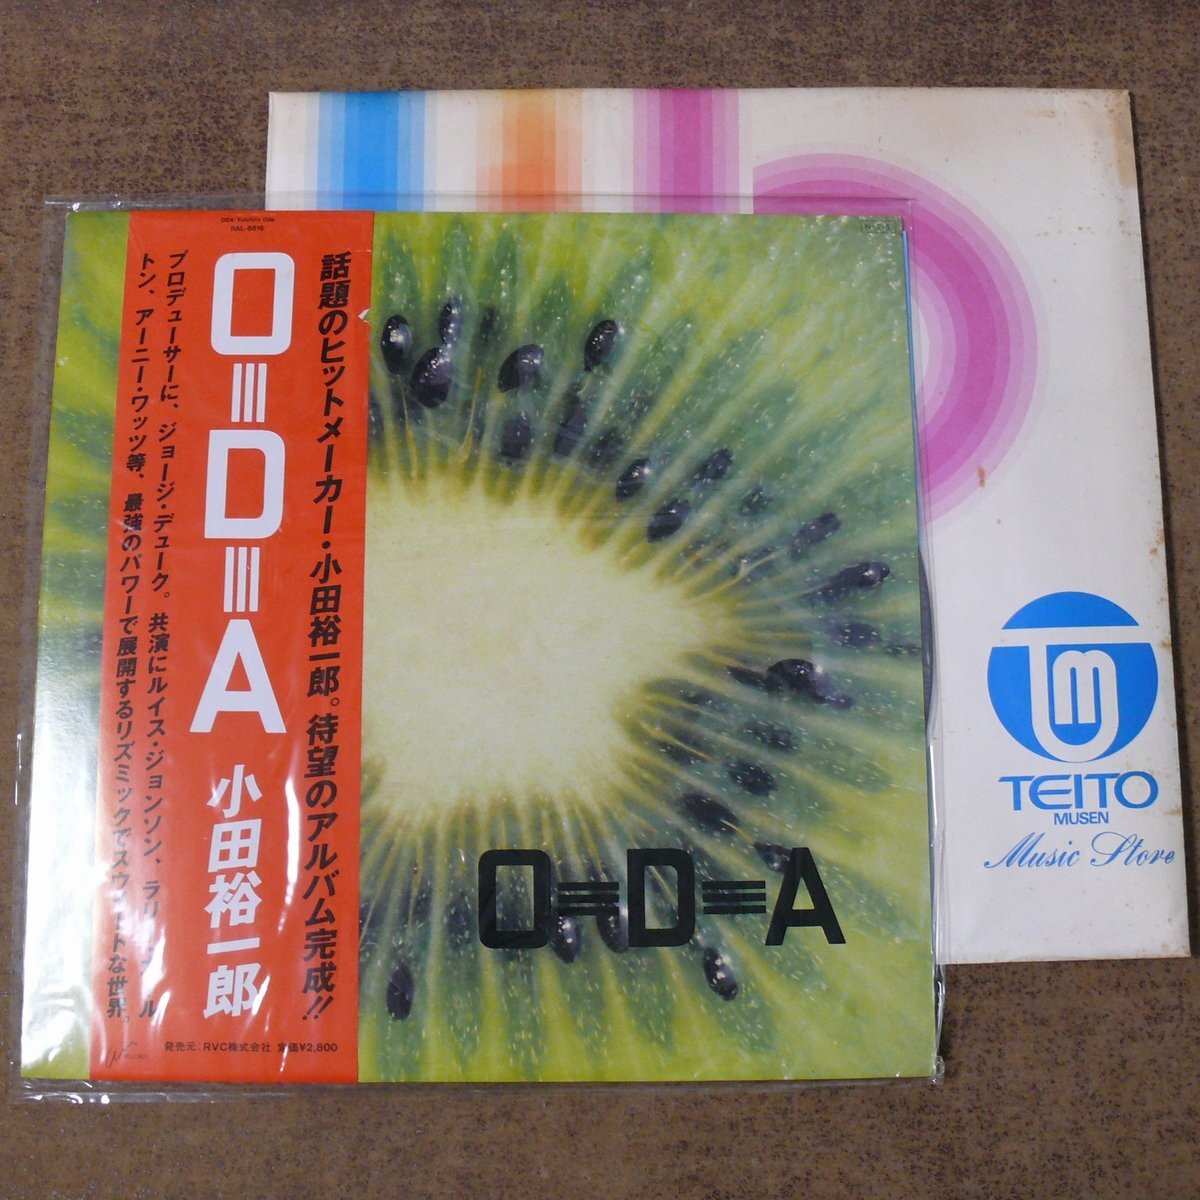 ODA Yuichiro Oda
RAL-8816
話題のヒットメーカー・小田裕一郎。待望のアルバム完成!!
O≡D≡A
小田裕一郎
プロデューサーに、ジョージ・デューク。共演にルイス・ジョンソン、ラリー・カールトン、
アーニー・ワッツ等、最強のパワーで展開するリズミックでスウィートな世界。
発売元:RVC株式会社 定価¥2,800
O≡D≡A
TM
TEITO
MUSEN
Music Store